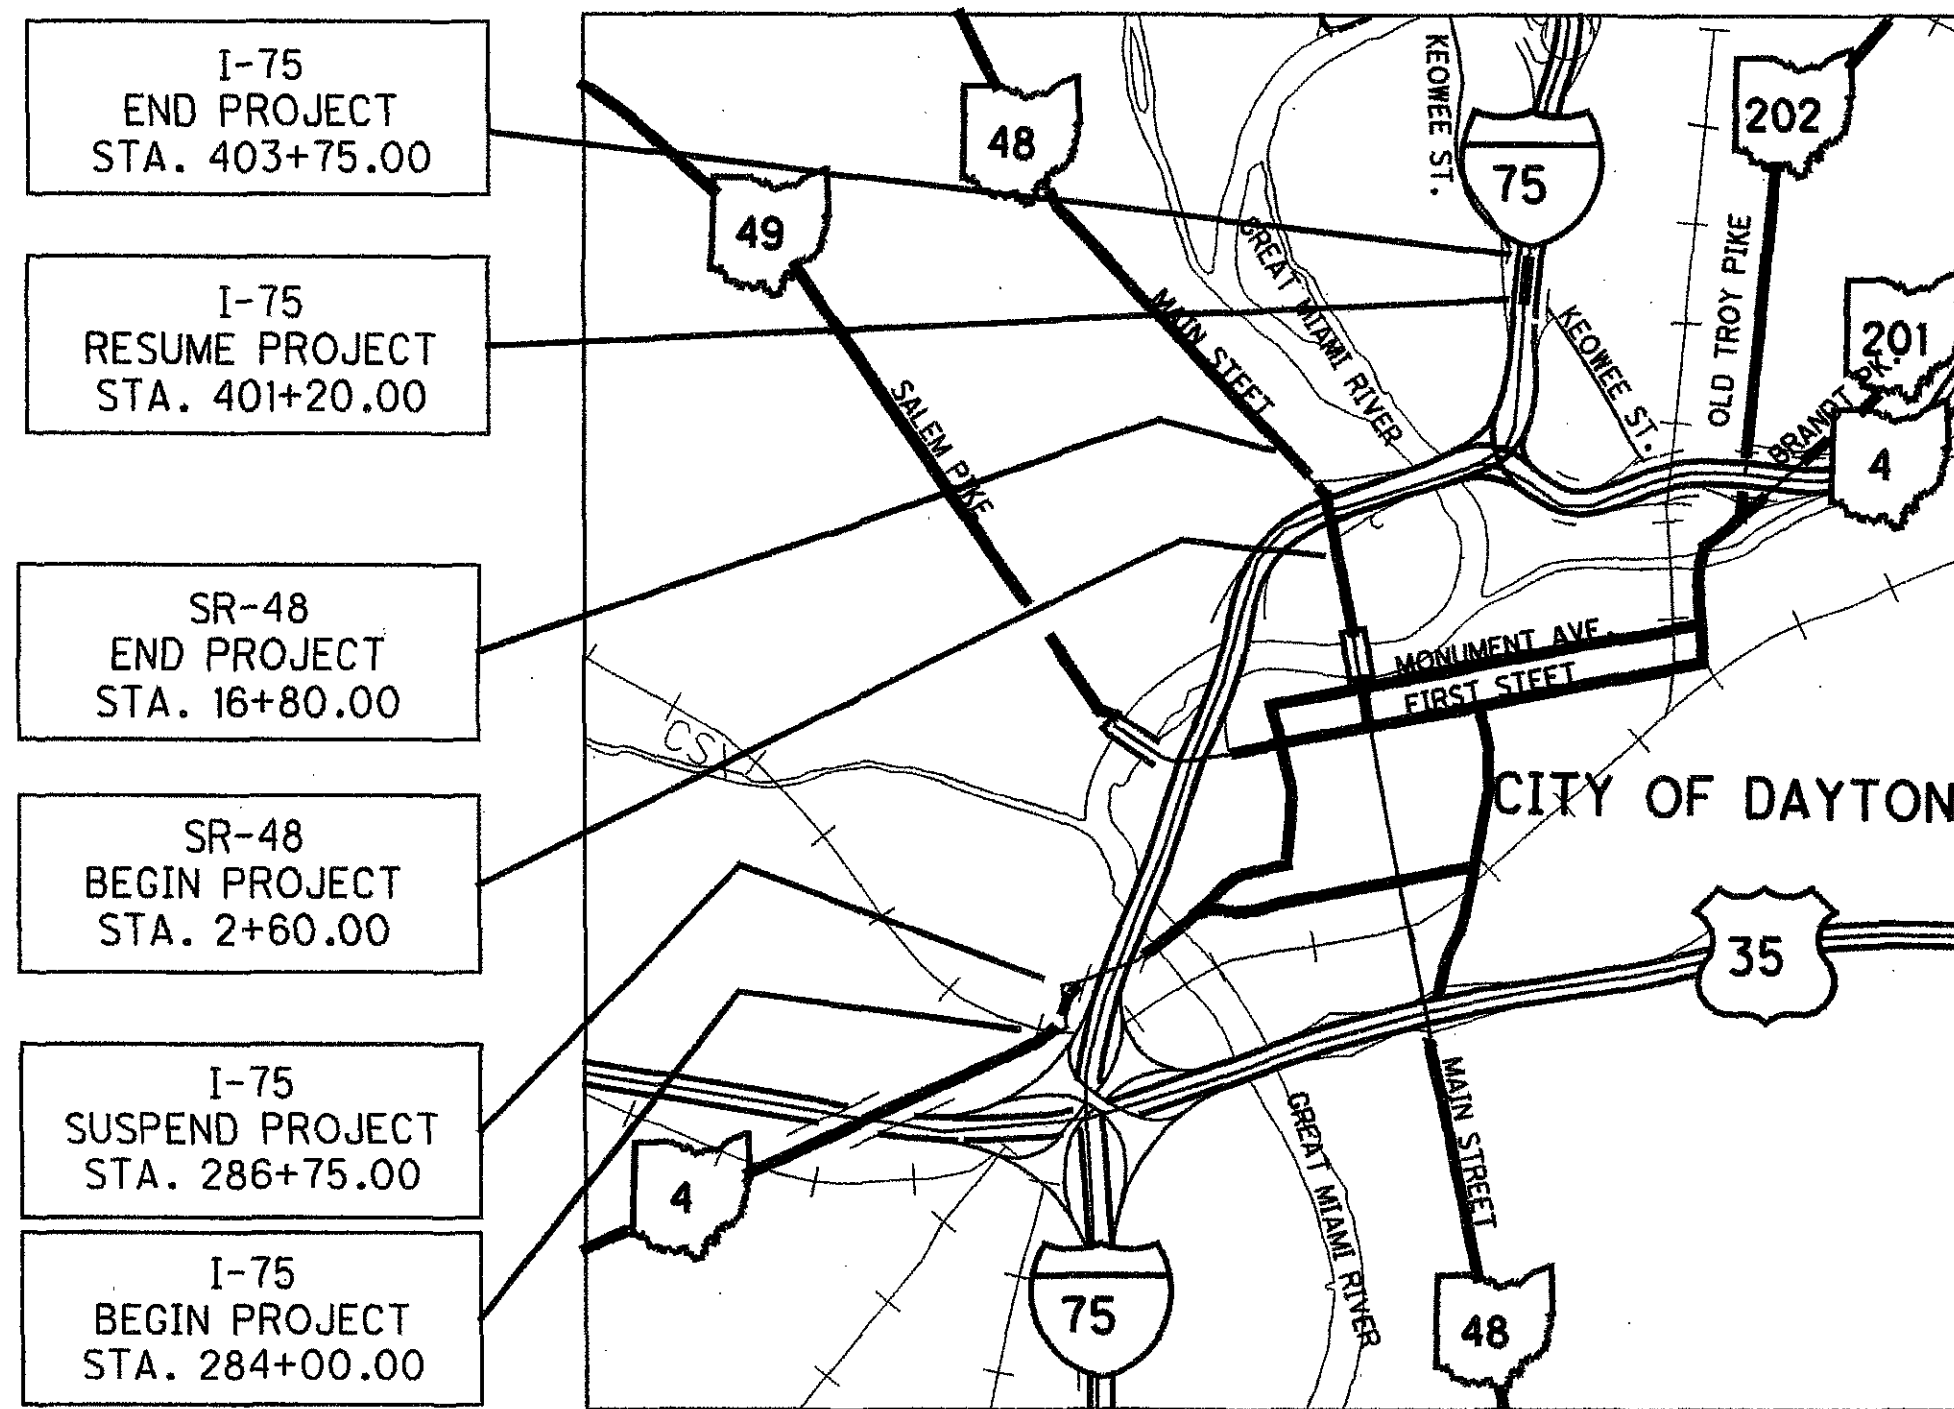 I-75
END PROJECT
STA. 403+75.00
I-75
RESUME PROJECT
STA. 401+20.00
SR-48
END PROJECT
STA. 16+80.00
SR-48
BEGIN PROJECT
STA. 2+60.00
I-75
SUSPEND PROJECT
STA. 286+75.00
I-75
BEGIN PROJECT
STA. 284+00.00
48
49
KEOWEE ST.
75
202
GREAT MIAMI RIVER
MAIN STEET
SALEM PIKE
KEOWEE ST.
OLD TROY PIKE
201
BRANDT PK.
4
MONUMENT AVE.
FIRST STEET
CSX
CITY OF DAYTON
35
MAIN STREET
GREAT MIAMI RIVER
4
75
48